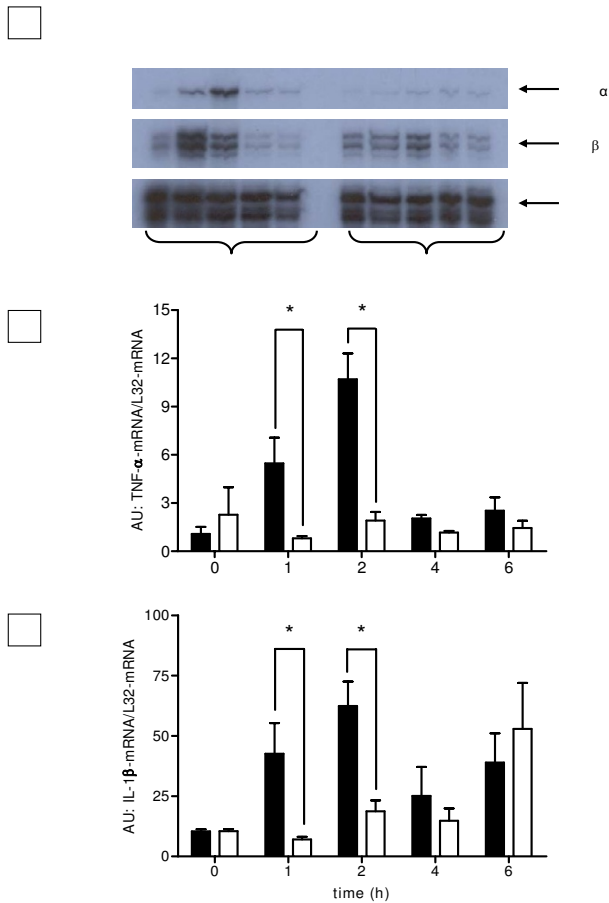 α
β
* *
15
12
9
6
3
0
AU: TNF-α-mRNA/L32-mRNA
0 1 2 4 6
* *
100
75
50
25
0
AU: IL-1β-mRNA/L32-mRNA
0 1 2 4 6
time (h)